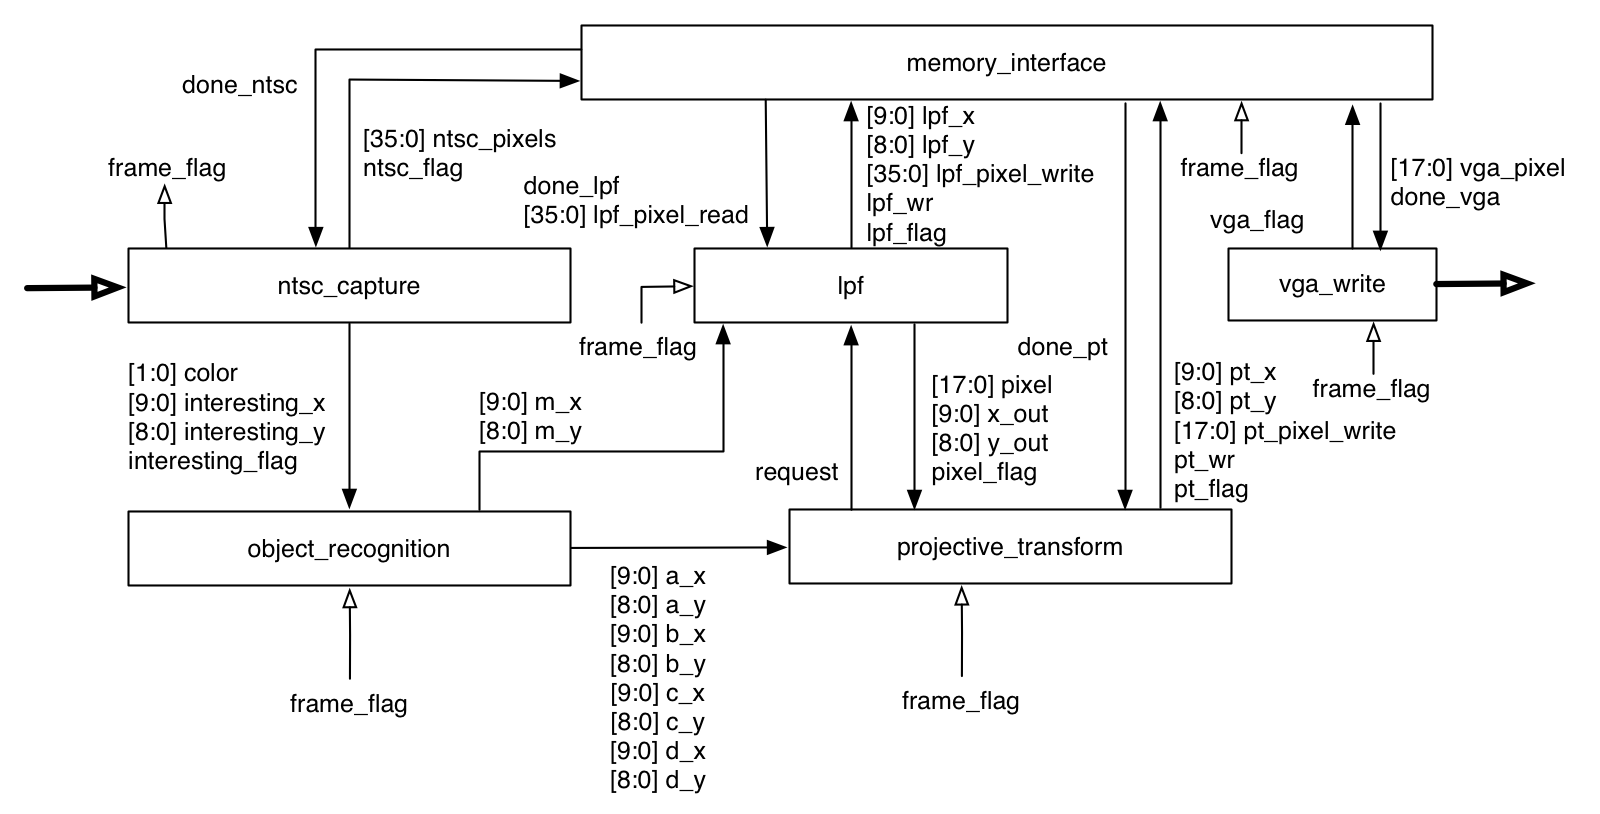 memory_interface
done_ntsc
[35:0] ntsc_pixels
ntsc_flag
frame_flag
done_lpf
[35:0] lpf_pixel_read
[9:0] lpf_x
[8:0] lpf_y
[35:0] lpf_pixel_write
lpf_wr
lpf_flag
frame_flag
vga_flag
[17:0] vga_pixel
done_vga
ntsc_capture
lpf
vga_write
frame_flag
done_pt
frame_flag
[1:0] color
[9:0] interesting_x
[8:0] interesting_y
interesting_flag
[9:0] m_x
[8:0] m_y
request
[17:0] pixel
[9:0] x_out
[8:0] y_out
pixel_flag
[9:0] pt_x
[8:0] pt_y
[17:0] pt_pixel_write
pt_wr
pt_flag
object_recognition
projective_transform
[9:0] a_x
[8:0] a_y
[9:0] b_x
[8:0] b_y
[9:0] c_x
[8:0] c_y
[9:0] d_x
[8:0] d_y
frame_flag
frame_flag